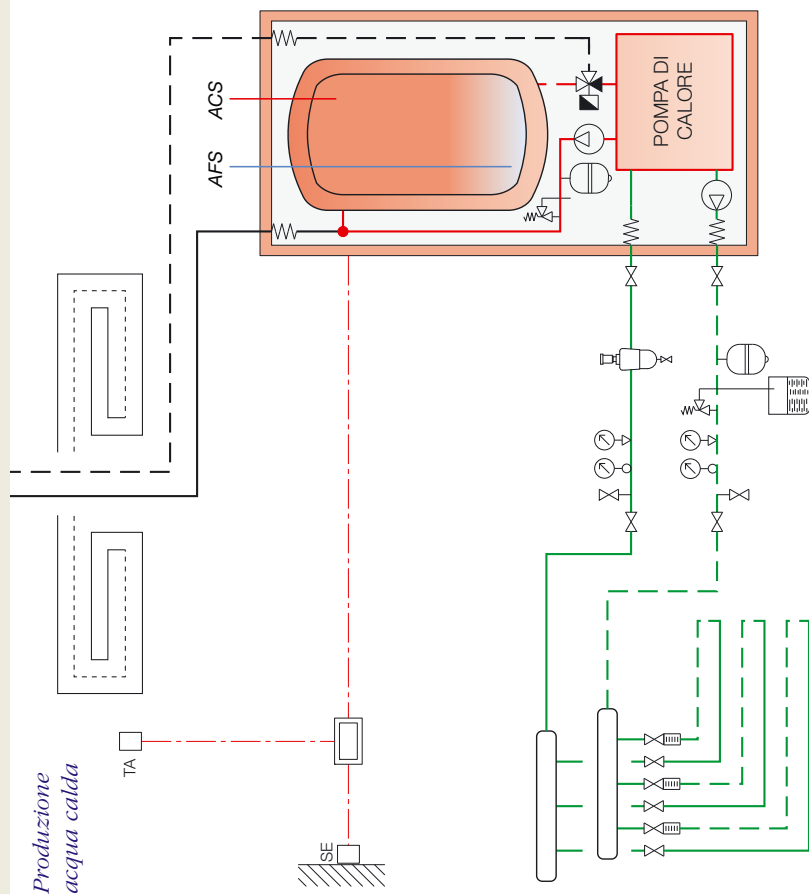 Produzione
acqua calda
ACS
AFS
POMPA DI
CALORE
TA
SE